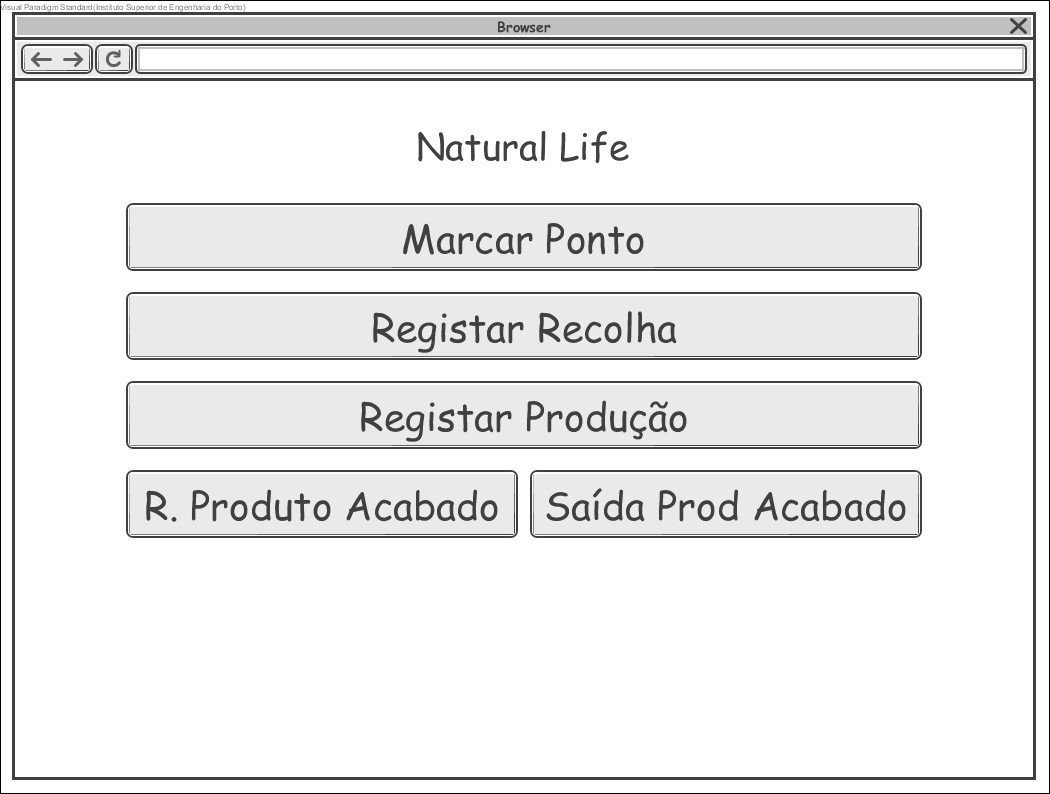 Visual Paradigm Standard(Instituto Superior de Engenharia do Porto)
Browser
Natural Life
Marcar Ponto
Registar Recolha
Registar Produção
R. Produto Acabado
Saída Prod Acabado